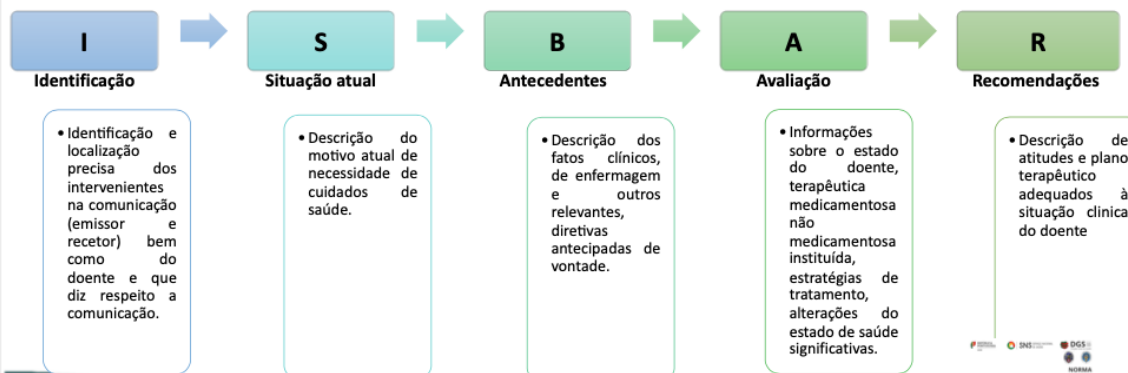 I
S
B
A
R
Identificação
Situação atual
Antecedentes
Avaliação
Recomendações
• Identificação e
localização
precisa dos
intervenientes
na comunicação
(emissor e
recetor) bem
como do
doente e que
diz respeito a
comunicação.
• Descrição do
motivo atual de
necessidade de
cuidados de
saúde.
• Descrição dos
fatos clínicos,
de enfermagem
e outros
relevantes,
diretivas
antecipadas de
vontade.
• Informações
sobre o estado
do doente,
terapêutica
medicamentosa
não
medicamentosa
instituída,
estratégias de
tratamento,
alterações do
estado de saúde
significativas.
• Descrição de
atitudes e plano
terapêutico
adequados à
situação clinica
do doente
SNS
DGS
NORMA